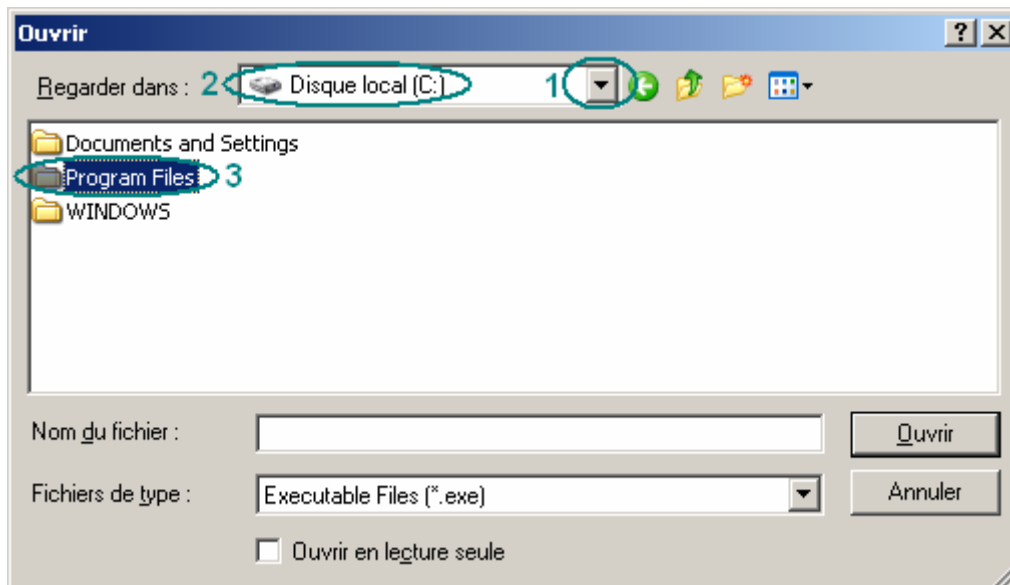 Ouvrir
Regarder dans : 2 Disque local (C:) 1
Documents and Settings
Program Files 3
WINDOWS
Nom du fichier : Ouvrir
Fichiers de type : Executable Files (*.exe) Annuler
Ouvrir en lecture seule